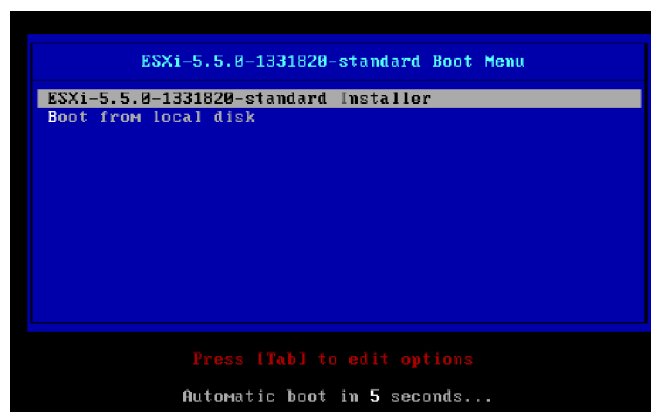 ESXi-5.5.0-1331820-standard Boot Menu
ESXi-5.5.0-1331820-standard Installer
Boot from local disk
Press [Tab] to edit options
Automatic boot in 5 seconds...